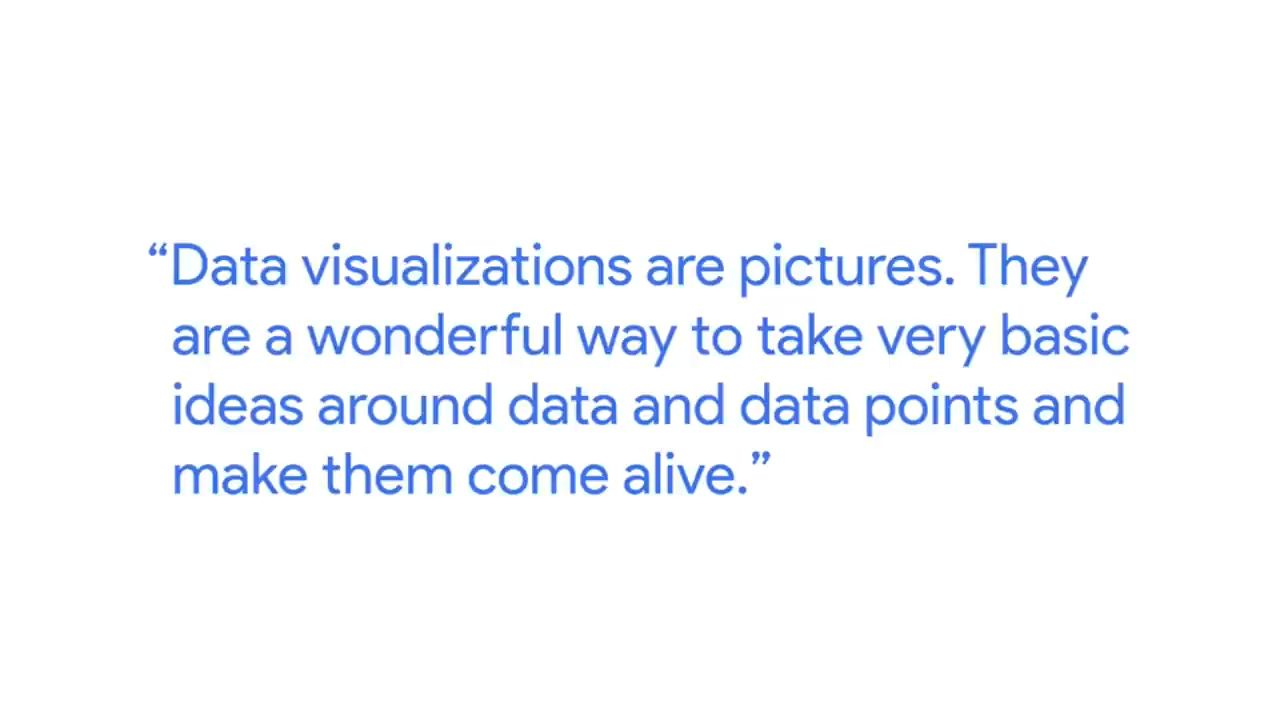 “Data visualizations are pictures. They
are a wonderful way to take very basic
ideas around data and data points and
make them come alive.”